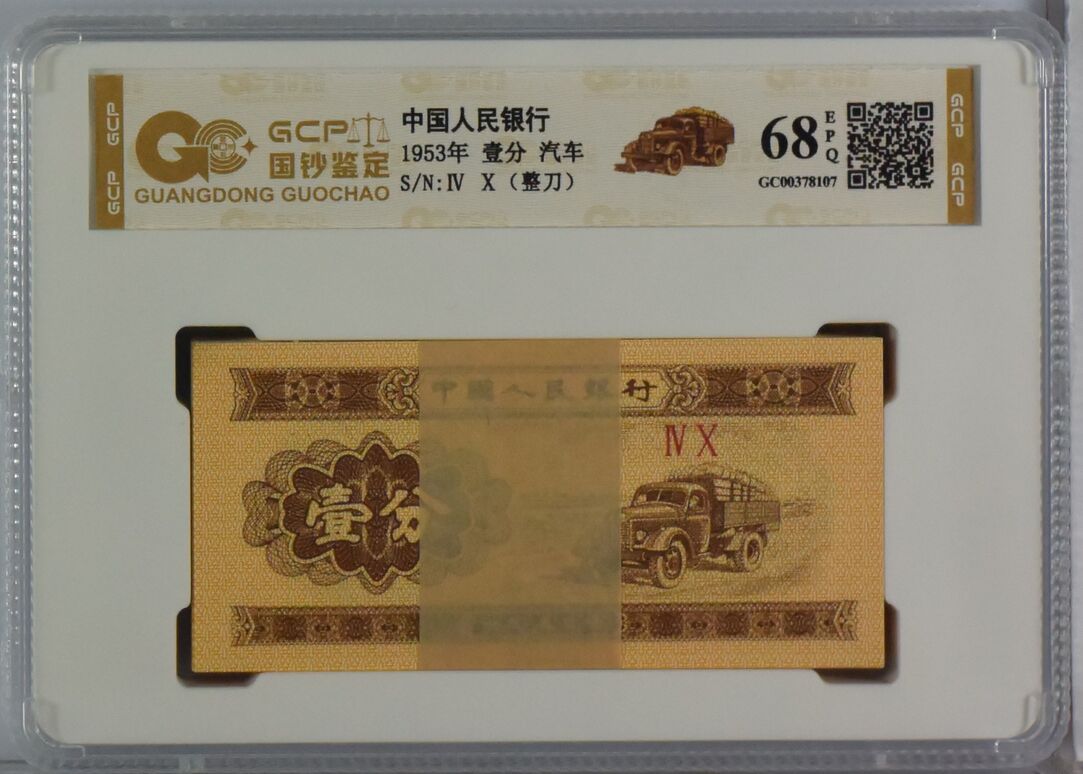 GCP
GCP
GC
GCP
国钞鉴定
GUANGDONG GUOCHAO
中国人民银行
1953年 壹分 汽车
S/N:Ⅳ Ⅹ（整刀）
68
EPQ
GC00378107
GCP
GCP
中國人民銀行
ⅣⅩ
壹分